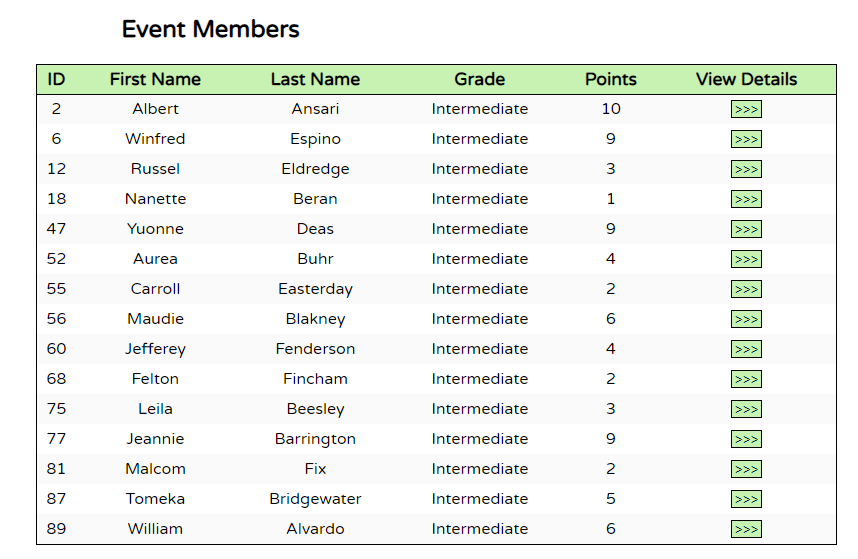 Event Members
ID First Name Last Name Grade Points View Details
2 Albert Ansari Intermediate 10 >>>
6 Winfred Espino Intermediate 9 >>>
12 Russel Eldredge Intermediate 3 >>>
18 Nanette Beran Intermediate 1 >>>
47 Yuonne Deas Intermediate 9 >>>
52 Aurea Buhr Intermediate 4 >>>
55 Carroll Easterday Intermediate 2 >>>
56 Maudie Blakney Intermediate 6 >>>
60 Jefferey Fenderson Intermediate 4 >>>
68 Felton Fincham Intermediate 2 >>>
75 Leila Beesley Intermediate 3 >>>
77 Jeannie Barrington Intermediate 9 >>>
81 Malcom Fix Intermediate 2 >>>
87 Tomeka Bridgewater Intermediate 5 >>>
89 William Alvardo Intermediate 6 >>>